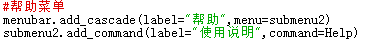 #帮助菜单
menubar.add_cascade(label="帮助",menu=submenu2)
submenu2.add_command(label="使用说明",command=Help)